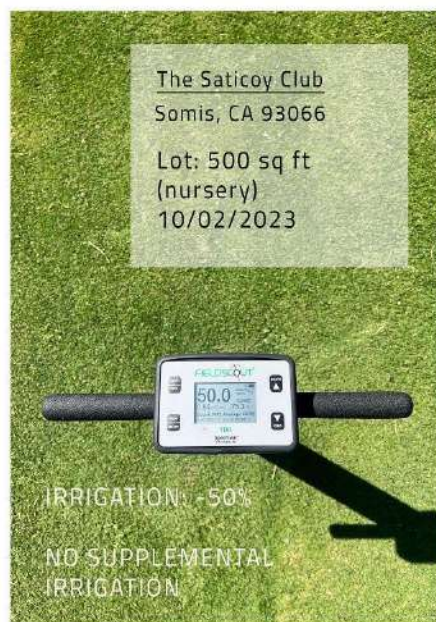 The Saticoy Club
Somis, CA 93066
Lot: 500 sq ft
(nursery)
10/02/2023
FIELDSCOUT
50.0
TDR
IRRIGATION: -50%
NO SUPPLEMENTAL
IRRIGATION